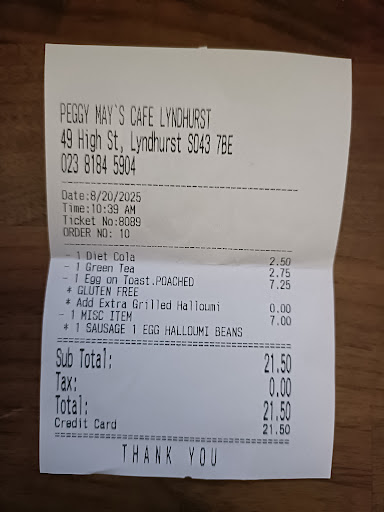 PEGGY MAY`S CAFE LYNDHURST
49 High St, Lyndhurst SO43 7BE
023 8184 5904
Date:8/20/2025
Time:10:39 AM
Ticket No:8089
ORDER NO: 10
- 1 Diet Cola 2.50
- 1 Green Tea 2.75
- 1 Egg on Toast.POACHED 7.25
* GLUTEN FREE
* Add Extra Grilled Halloumi 0.00
- 1 MISC ITEM 7.00
* 1 SAUSAGE 1 EGG HALLOUMI BEANS
Sub Total: 21.50
Tax: 0.00
Total: 21.50
Credit Card 21.50
THANK YOU